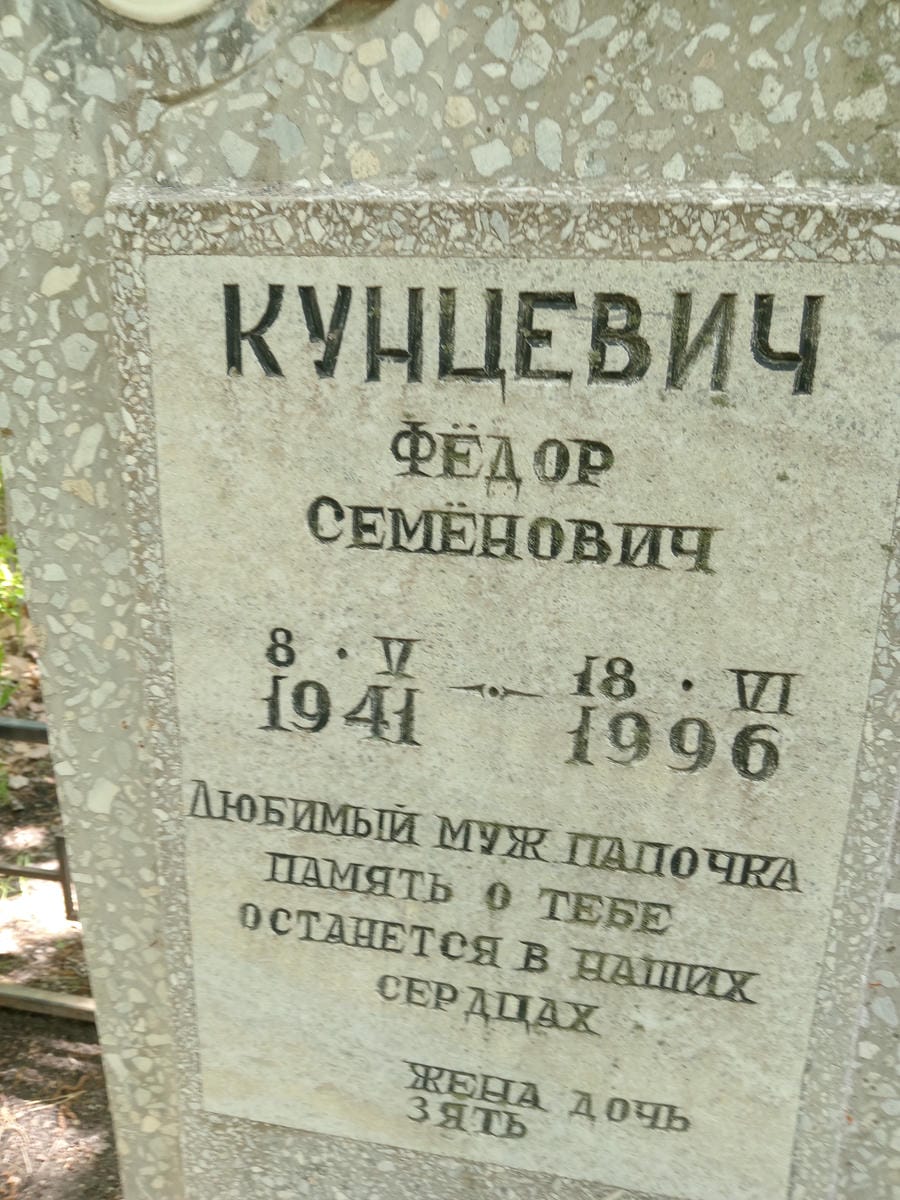 КУНЦЕВИЧ
ФЁДОР
СЕМЁНОВИЧ
8 · V — 18 · VI
1941 1996
ЛЮБИМЫЙ МУЖ ПАПОЧКА
ПАМЯТЬ О ТЕБЕ
ОСТАНЕТСЯ В НАШИХ
СЕРДЦАХ
ЖЕНА ДОЧЬ
ЗЯТЬ